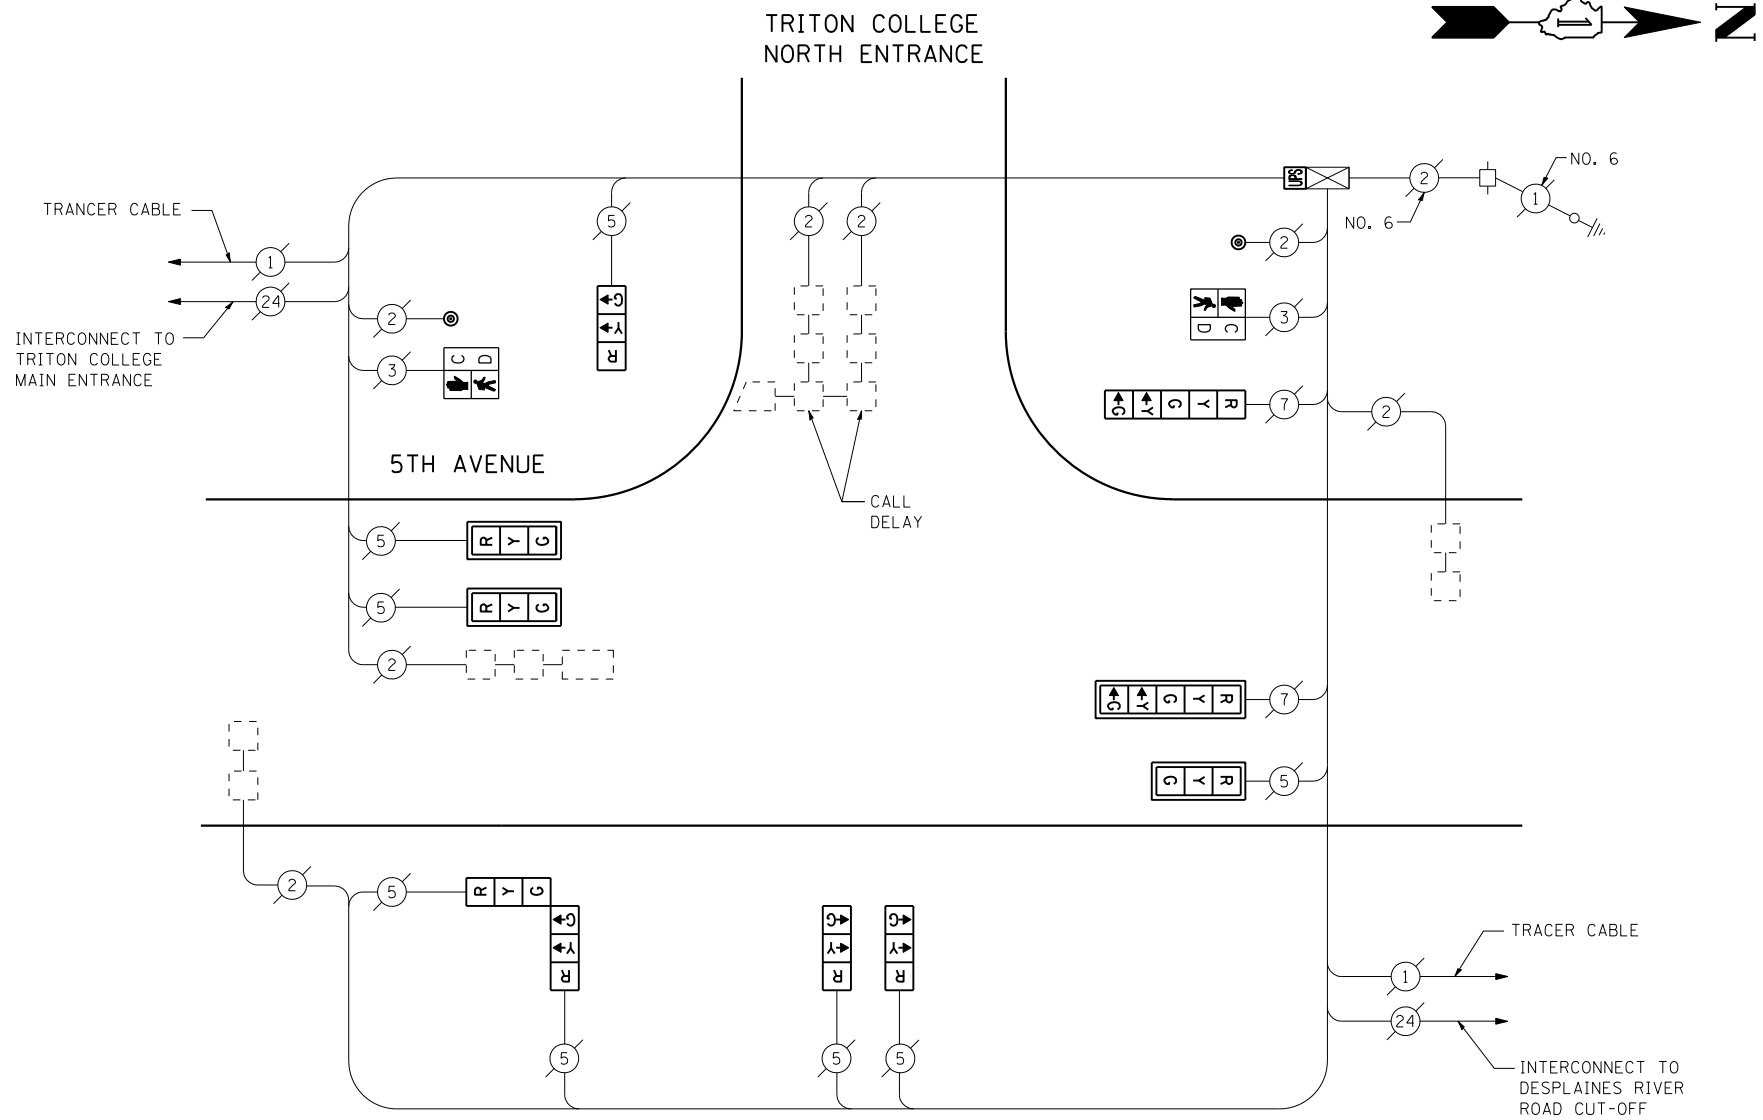 TRITON COLLEGE
NORTH ENTRANCE
1
N
NO. 6
UPS
2
1
TRANCER CABLE
5
2
2
NO. 6
2
1
G
Y
R
24
2
3
C D
INTERCONNECT TO
TRITON COLLEGE
MAIN ENTRANCE
3
D C
G Y G Y R
7
2
5TH AVENUE
CALL
DELAY
5
R Y G
5
R Y G
2
G Y G Y R
7
G Y R
5
2
5
R Y G
G
Y
R
G
Y
R
G
Y
R
5
5
5
TRACER CABLE
1
24
INTERCONNECT TO
DESPLAINES RIVER
ROAD CUT-OFF